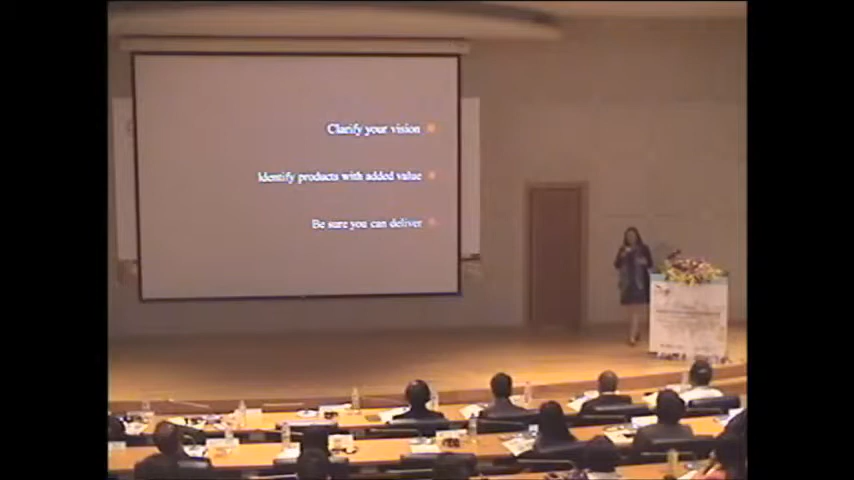 Clarify your vision
Identify products with added value
Be sure you can deliver